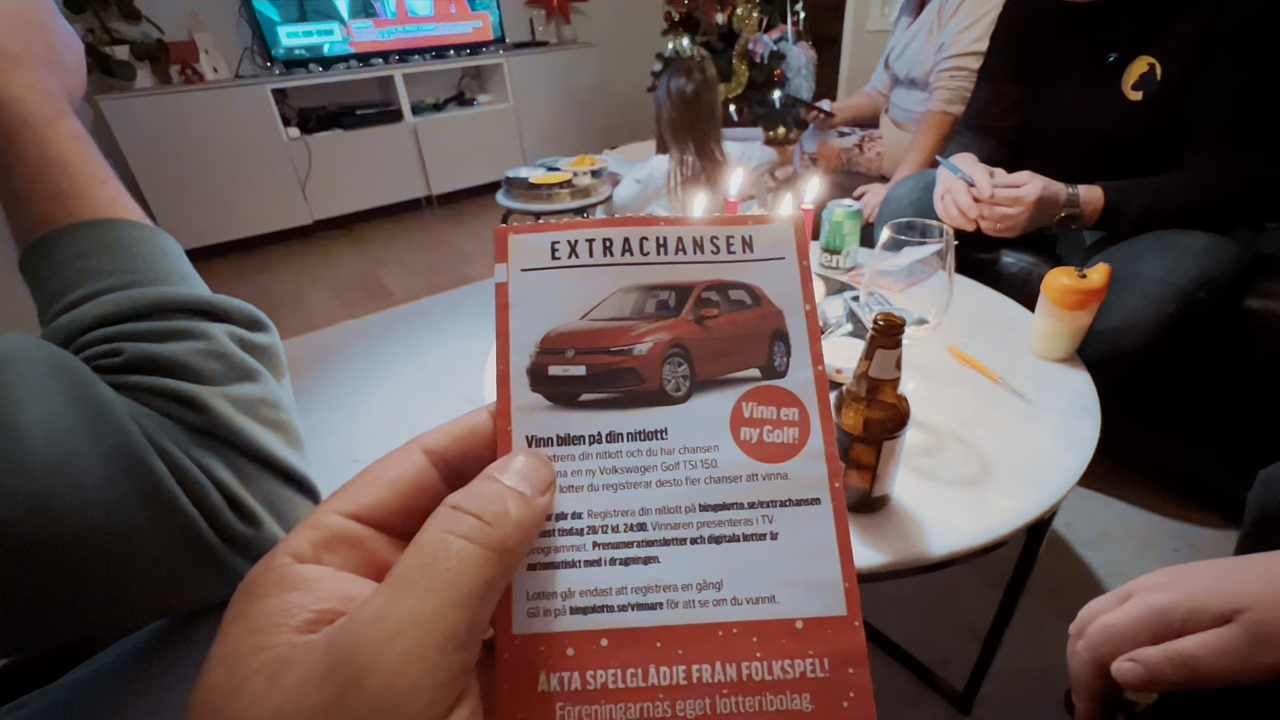 EXTRACHANSEN
Vinn en
ny Golf!
Vinn bilen på din nitlott!
din nitlott och du har chansen
en ny Volkswagen Golf TSI 150.
lotter du registrerar desto fler chanser att vinna.
gör du: Registrera din nitlott på bingolotto.se/extrachansen
tisdag 28/12 kl. 24:00. Vinnaren presenteras i TV-
programmet. Prenumerationslotter och digitala lotter är
automatiskt med i dragningen.
Lotten går endast att registrera en gång!
Gå in på bingolotto.se/vinnare för att se om du vunnit.
ÄKTA SPELGLÄDJE FRÅN FOLKSPEL!
Föreningarnas eget lotteribolag.